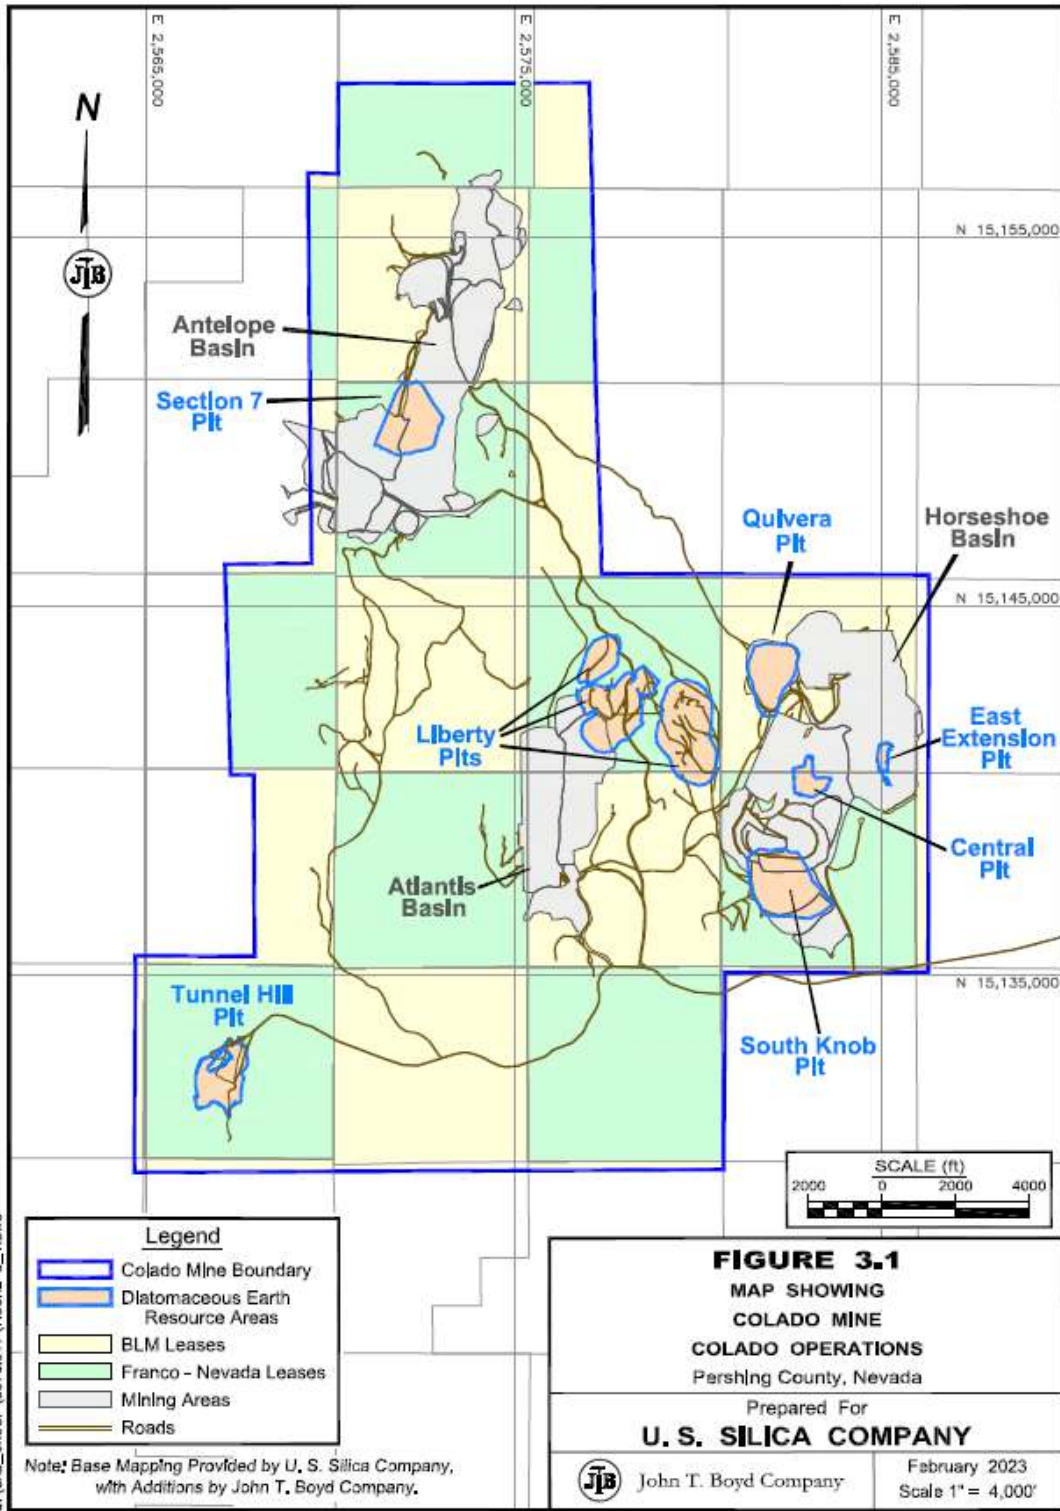 E 2,565,000
E 2,575,000
E 2,585,000
N
JTB
N 15,155,000
Antelope
Basin
Section 7
Pit
Quivera
Pit
Horseshoe
Basin
N 15,145,000
Liberty
Pits
East
Extension
Pit
Central
Pit
Atlantis
Basin
N 15,135,000
Tunnel Hill
Pit
South Knob
Pit
SCALE (ft)
2000 0 2000 4000
Legend
Colado Mine Boundary
Diatomaceous Earth
Resource Areas
BLM Leases
Franco - Nevada Leases
Mining Areas
Roads
Note: Base Mapping Provided by U. S. Silica Company,
with Additions by John T. Boyd Company.
FIGURE 3.1
MAP SHOWING
COLADO MINE
COLADO OPERATIONS
Pershing County, Nevada
Prepared For
U. S. SILICA COMPANY
JTB John T. Boyd Company
February 2023
Scale 1" = 4,000'